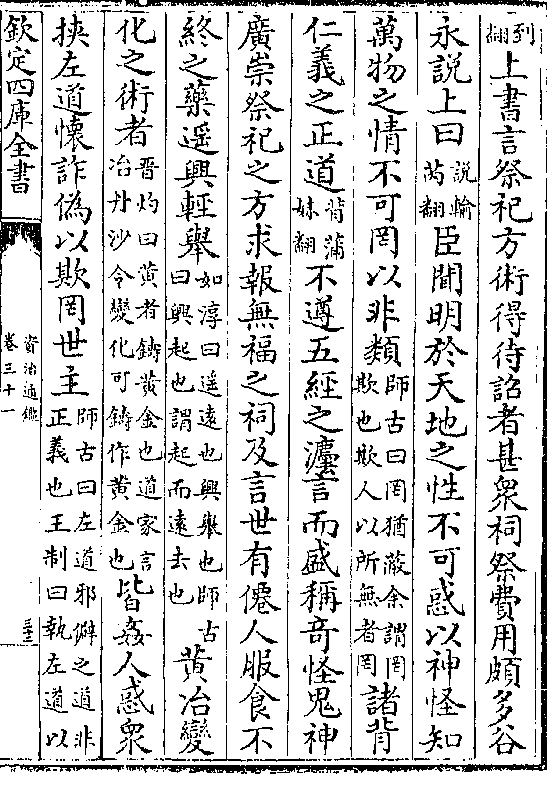 到翻上書言祭祀方術得待詔者甚衆祠祭費用頗多谷
永說上曰說輸芮翻臣聞明於天地之性不可惑以神怪知
萬物之情不可罔以非類師古曰罔猶蔽余謂罔欺也欺人以所無者罔諸背
仁義之正道背蒲妹翻不遵五經之灋言而盛稱奇怪鬼神
廣崇祭祀之方求報無福之祠及言世有僊人服食不
終之藥遥興輕舉如淳曰遥遠也興舉也師古曰興起也謂起而遠去也黃冶變
化之術者晋灼曰黄者鑄黄金也道家言冶丹沙令變化可鑄作黄金也皆姦人惑衆
挾左道懷詐偽以欺罔世主師古曰左道邪僻之道非正義也王制曰執左道以
欽定四庫全書
資治通鑑
卷三十一
三